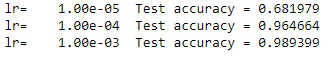 lr=    1.00e-05  Test accuracy = 0.681979
lr=    1.00e-04  Test accuracy = 0.964664
lr=    1.00e-03  Test accuracy = 0.989399